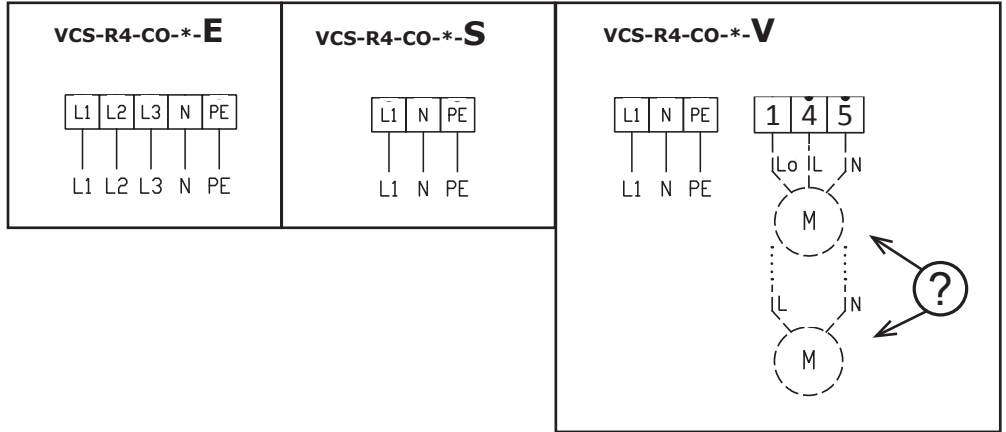 VCS-R4-CO-*-E
L1 L2 L3 N PE
L1 L2 L3 N PE
VCS-R4-CO-*-S
L1 N PE
L1 N PE
VCS-R4-CO-*-V
L1 N PE
L1 N PE
1 4 5
Lo L N
M
?
L N
M